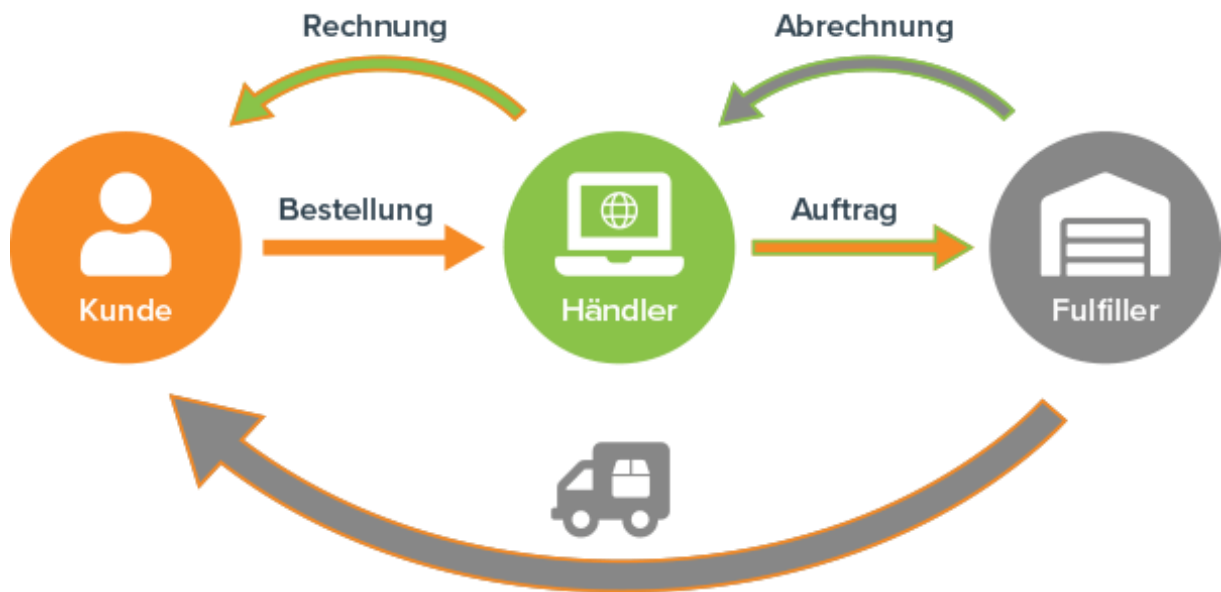 Rechnung
Abrechnung
Bestellung
Auftrag
Kunde
Händler
Fulfiller